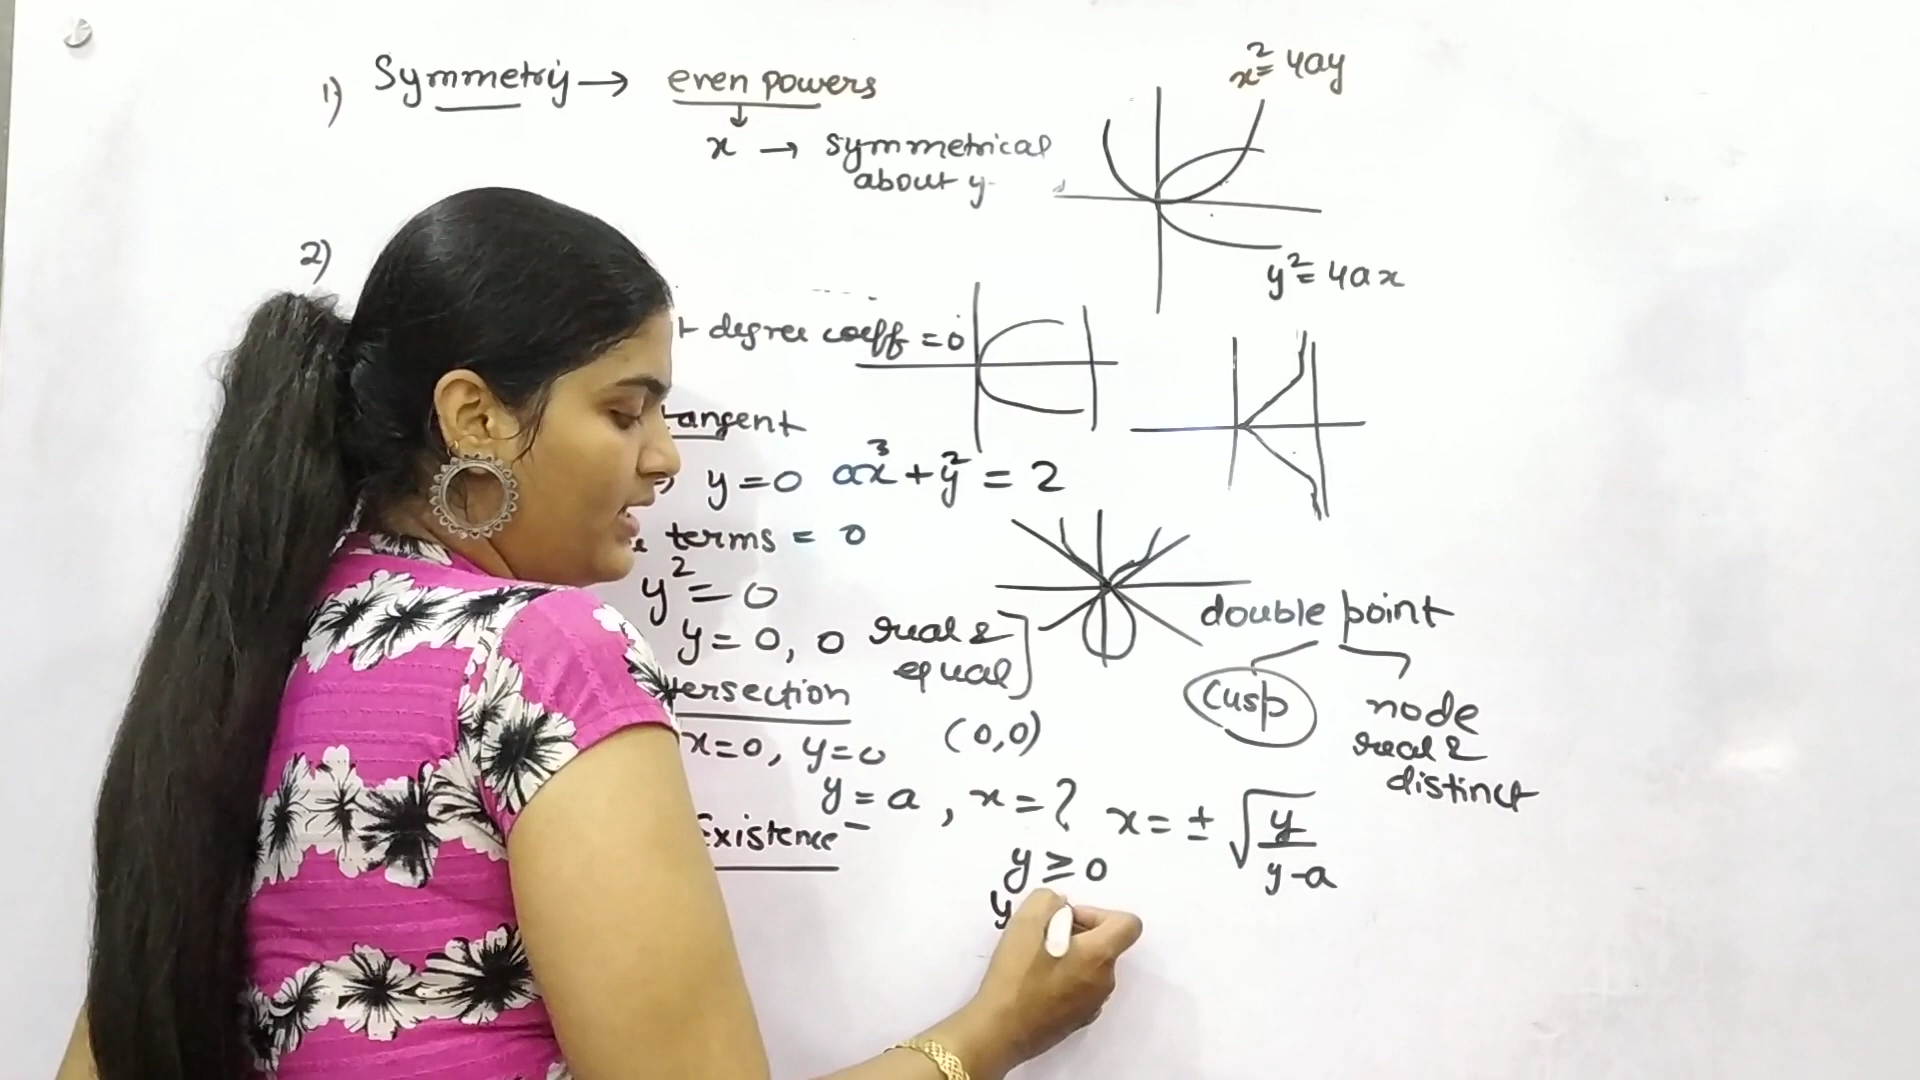 1) Symmetry → even powers
x → symmetrical
about y
x² = 4ay
y² = 4ax
2)
degree coeff = 0
tangent
y = 0 ax³ + y² = 2
terms = 0
y² = 0
y = 0, 0 real &
equal
double point
cusp
node
real &
distinct
tersection
x=0, y=0 (0,0)
y = a, x = ? x = ± √(y/(y-a))
Existence
y ≥ 0
y